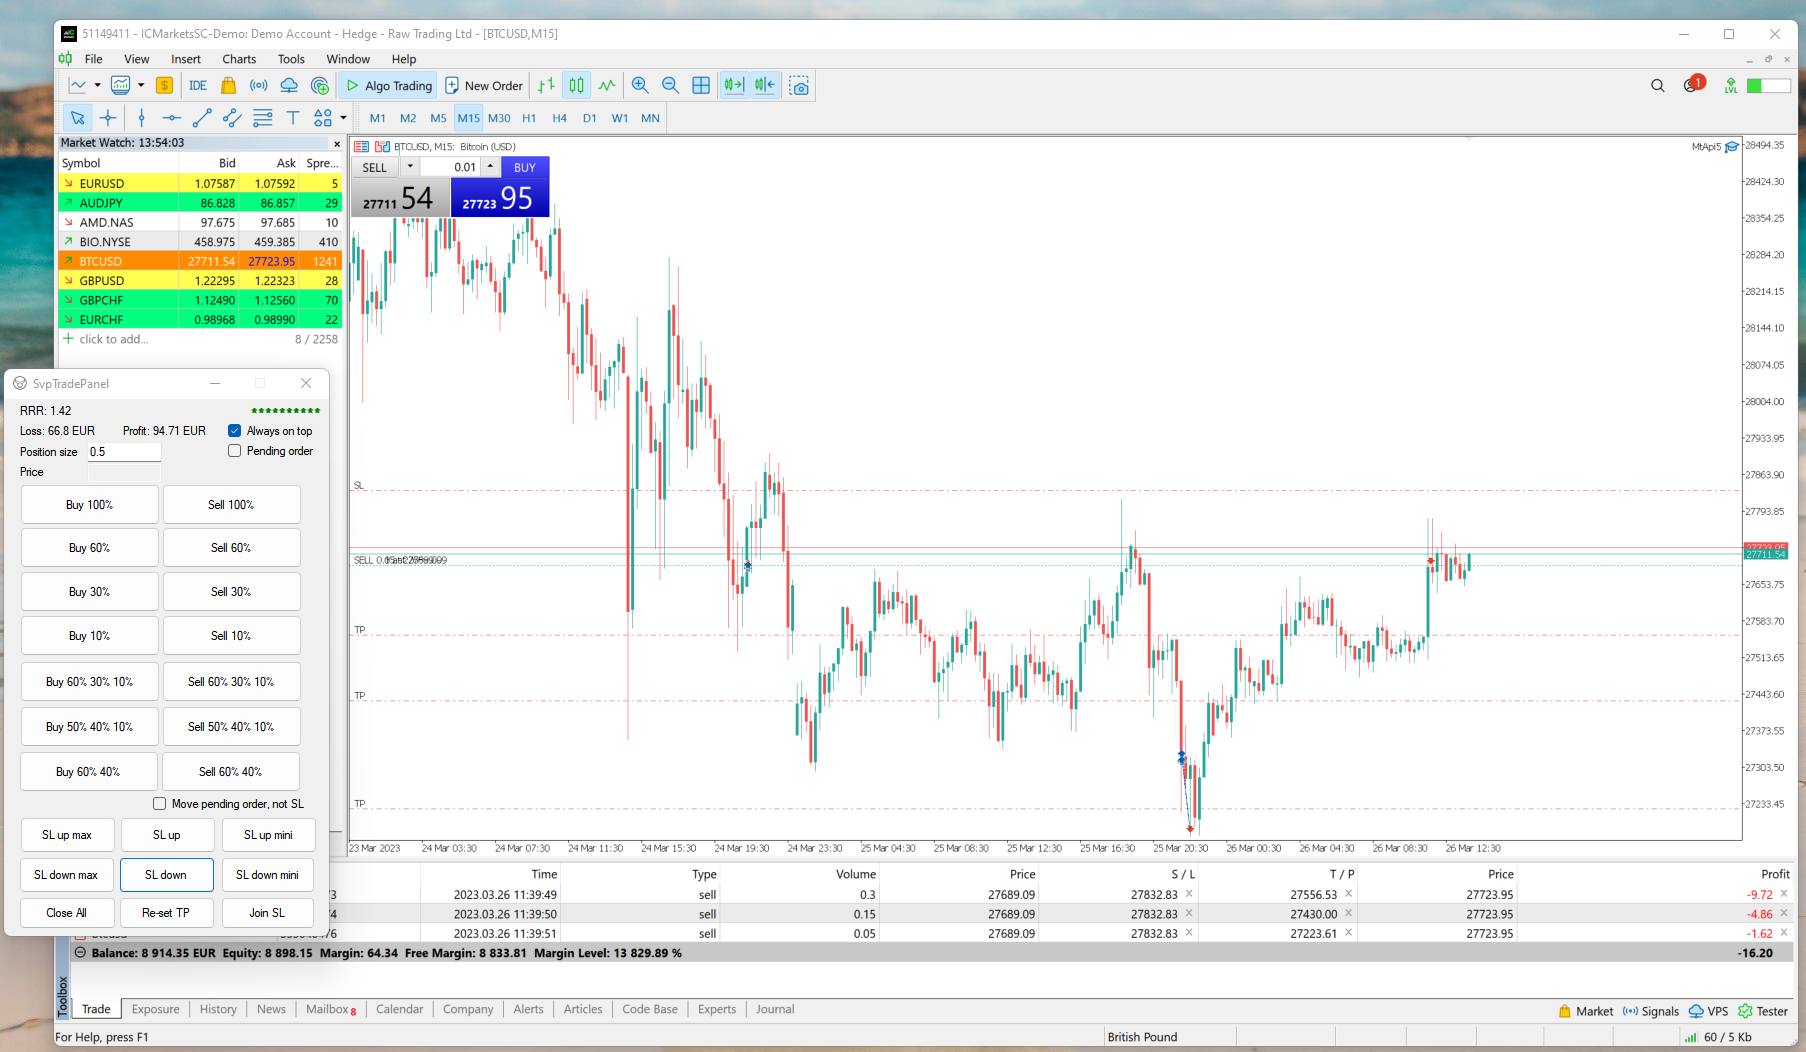 51149411 - ICMarketsSC-Demo: Demo Account - Hedge - Raw Trading Ltd - [BTCUSD,M15]
File View Insert Charts Tools Window Help
$ IDE Algo Trading New Order 1 LVL
T M1 M2 M5 M15 M30 H1 H4 D1 W1 MN
Market Watch: 13:54:03
Symbol Bid Ask Spre...
EURUSD 1.07587 1.07592 5
AUDJPY 86.828 86.857 29
AMD.NAS 97.675 97.685 10
BIO.NYSE 458.975 459.385 410
BTCUSD 27711.54 27723.95 1241
GBPUSD 1.22295 1.22323 28
GBPCHF 1.12490 1.12560 70
EURCHF 0.98968 0.98990 22
click to add... 8 / 2258
BTCUSD, M15: Bitcoin (USD)
MtApi5
SELL 0.01 BUY
27711 54 27723 95
28494.35
28424.30
28354.25
28284.20
28214.15
28144.10
28074.05
28004.00
27933.95
27863.90
27793.85
27711.54
27653.75
27583.70
27513.65
27443.60
27373.55
27303.50
27233.45
SL
TP
TP
TP
23 Mar 2023 24 Mar 03:30 24 Mar 07:30 24 Mar 11:30 24 Mar 15:30 24 Mar 19:30 24 Mar 23:30 25 Mar 04:30 25 Mar 08:30 25 Mar 12:30 25 Mar 16:30 25 Mar 20:30 26 Mar 00:30 26 Mar 04:30 26 Mar 08:30 26 Mar 12:30
SvpTradePanel
RRR: 1.42 **********
Loss: 66.8 EUR Profit: 94.71 EUR Always on top
Position size 0.5 Pending order
Price
Buy 100% Sell 100%
Buy 60% Sell 60%
Buy 30% Sell 30%
Buy 10% Sell 10%
Buy 60% 30% 10% Sell 60% 30% 10%
Buy 50% 40% 10% Sell 50% 40% 10%
Buy 60% 40% Sell 60% 40%
Move pending order, not SL
SL up max SL up SL up mini
SL down max SL down SL down mini
Close All Re-set TP Join SL
Time Type Volume Price S / L T / P Price Profit
2023.03.26 11:39:49 sell 0.3 27689.09 27832.83 27556.53 27723.95 -9.72
2023.03.26 11:39:50 sell 0.15 27689.09 27832.83 27430.00 27723.95 -4.86
2023.03.26 11:39:51 sell 0.05 27689.09 27832.83 27223.61 27723.95 -1.62
Balance: 8 914.35 EUR Equity: 8 898.15 Margin: 64.34 Free Margin: 8 833.81 Margin Level: 13 829.89 % -16.20
Toolbox
Trade Exposure History News Mailbox 8 Calendar Company Alerts Articles Code Base Experts Journal
Market Signals VPS Tester
For Help, press F1 British Pound 60 / 5 Kb